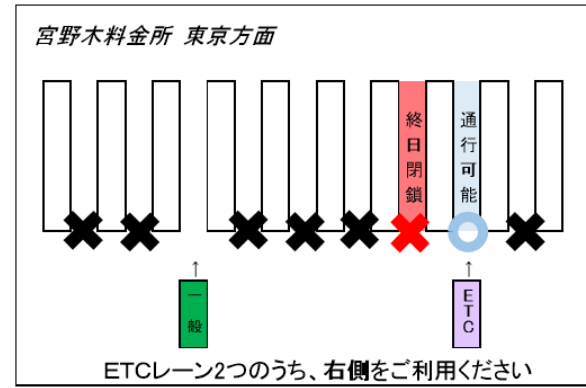 宮野木料金所 東京方面
終日閉鎖
通行可能
↑
↑
一般
ETC
ETCレーン2つのうち、右側をご利用ください